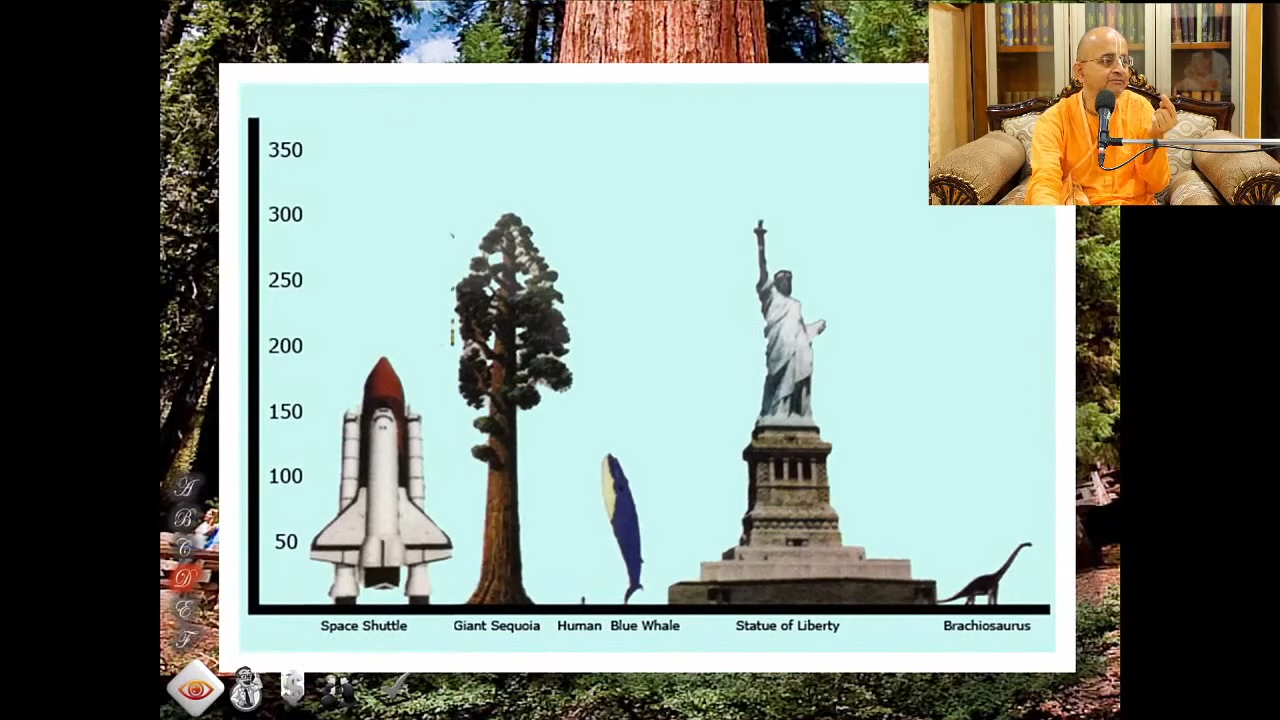 350
300
250
200
150
100
50
Space Shuttle Giant Sequoia Human Blue Whale Statue of Liberty Brachiosaurus
A
B
C
D
E
F